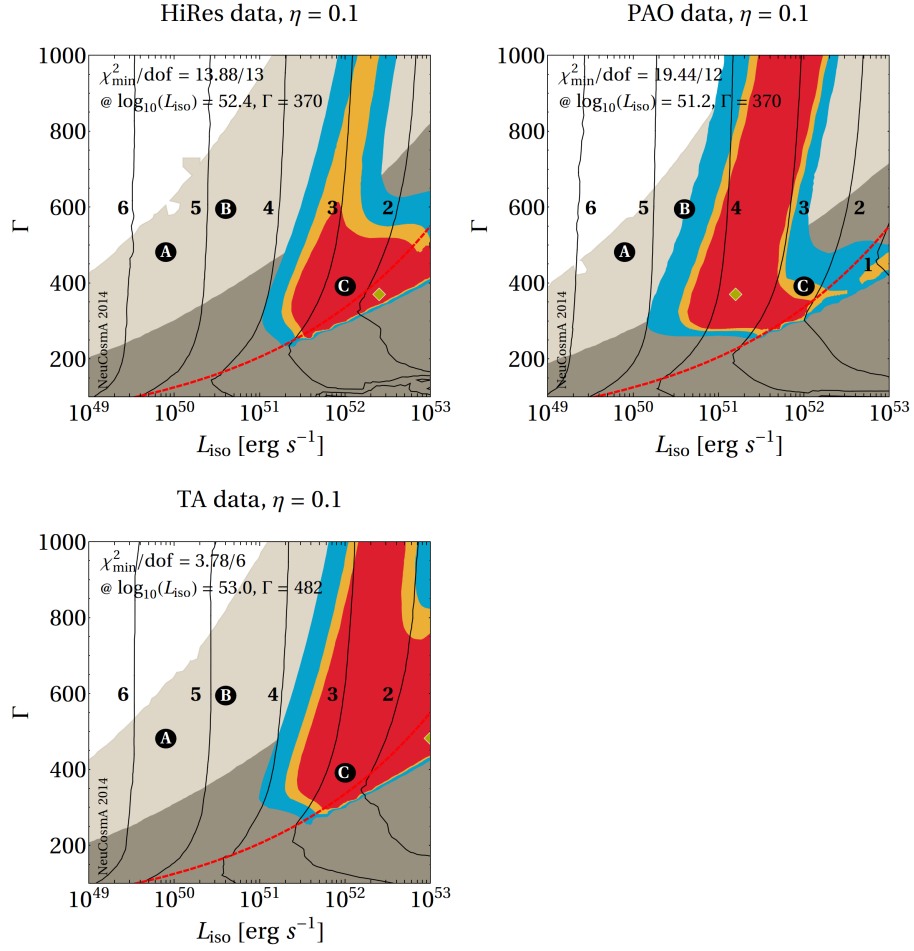 HiRes data, η = 0.1
1000
800
600
400
200
Γ
χ²min/dof = 13.88/13
@ log10(Liso) = 52.4, Γ = 370
6 5 B 4 3 2
A
C
NeuCosmA 2014
10^49 10^50 10^51 10^52 10^53
Liso [erg s⁻¹]
PAO data, η = 0.1
1000
800
600
400
200
Γ
χ²min/dof = 19.44/12
@ log10(Liso) = 51.2, Γ = 370
6 5 B 4 3 2
A
1
C
NeuCosmA 2014
10^49 10^50 10^51 10^52 10^53
Liso [erg s⁻¹]
TA data, η = 0.1
1000
800
600
400
200
Γ
χ²min/dof = 3.78/6
@ log10(Liso) = 53.0, Γ = 482
6 5 B 4 3 2
A
C
NeuCosmA 2014
10^49 10^50 10^51 10^52 10^53
Liso [erg s⁻¹]